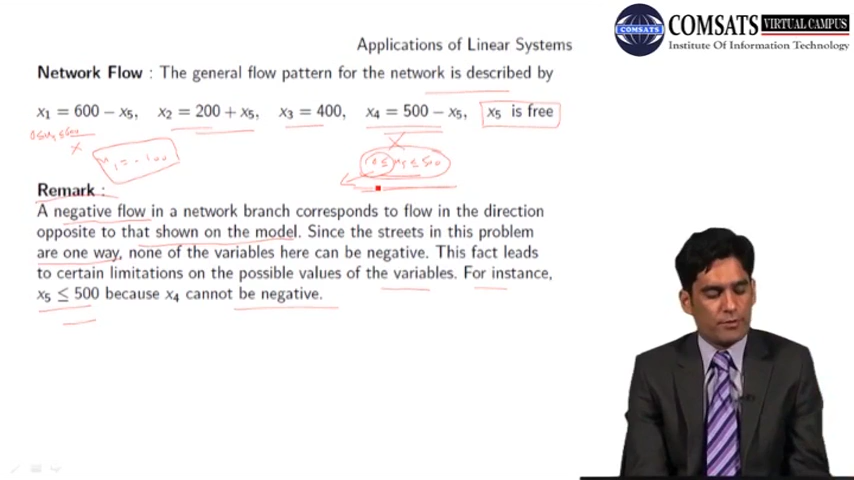 COMSATS VIRTUAL CAMPUS
Institute Of Information Technology
Applications of Linear Systems
Network Flow : The general flow pattern for the network is described by
x₁ = 600 − x₅, x₂ = 200 + x₅, x₃ = 400, x₄ = 500 − x₅, x₅ is free
x₁ = -100
0 ≤ x₅ ≤ 500
Remark :
A negative flow in a network branch corresponds to flow in the direction
opposite to that shown on the model. Since the streets in this problem
are one way, none of the variables here can be negative. This fact leads
to certain limitations on the possible values of the variables. For instance,
x₅ ≤ 500 because x₄ cannot be negative.